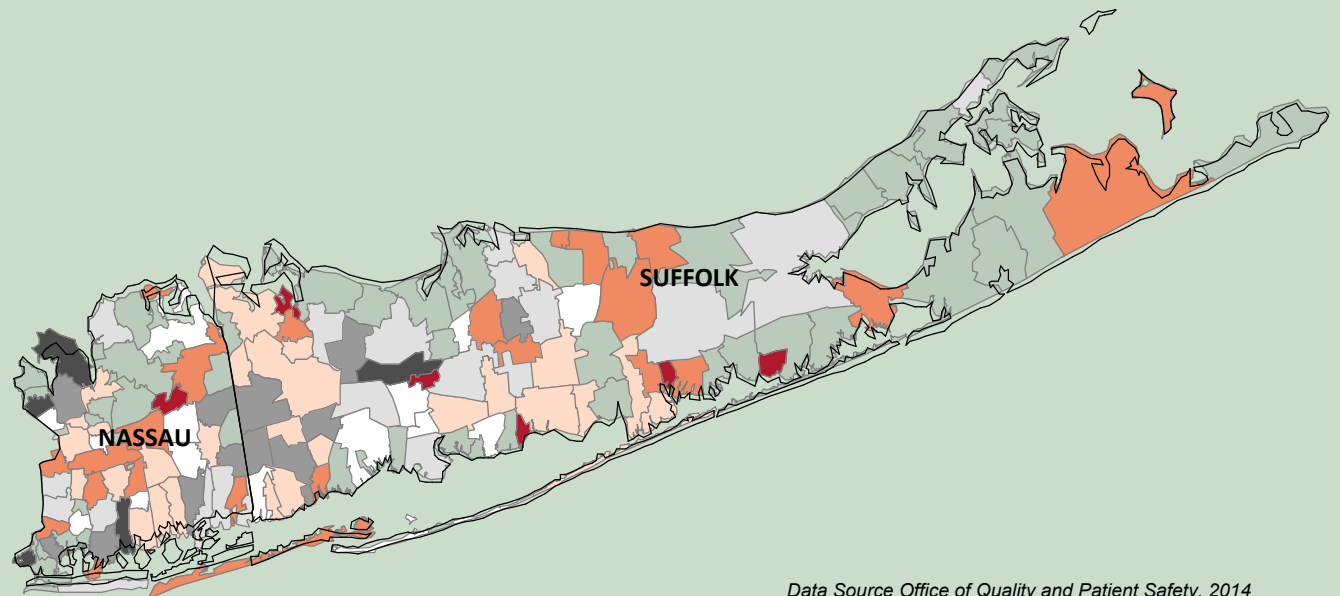 SUFFOLK
NASSAU
Data Source Office of Quality and Patient Safety, 2014